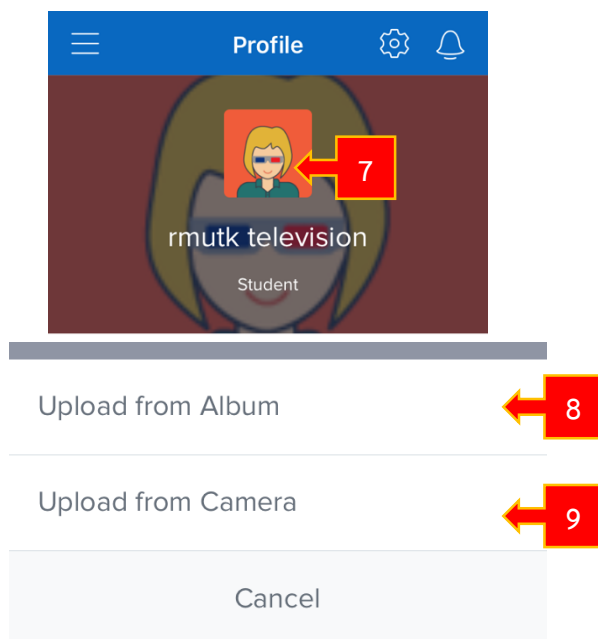 Profile
7
rmutk television
Student
Upload from Album
8
Upload from Camera
9
Cancel